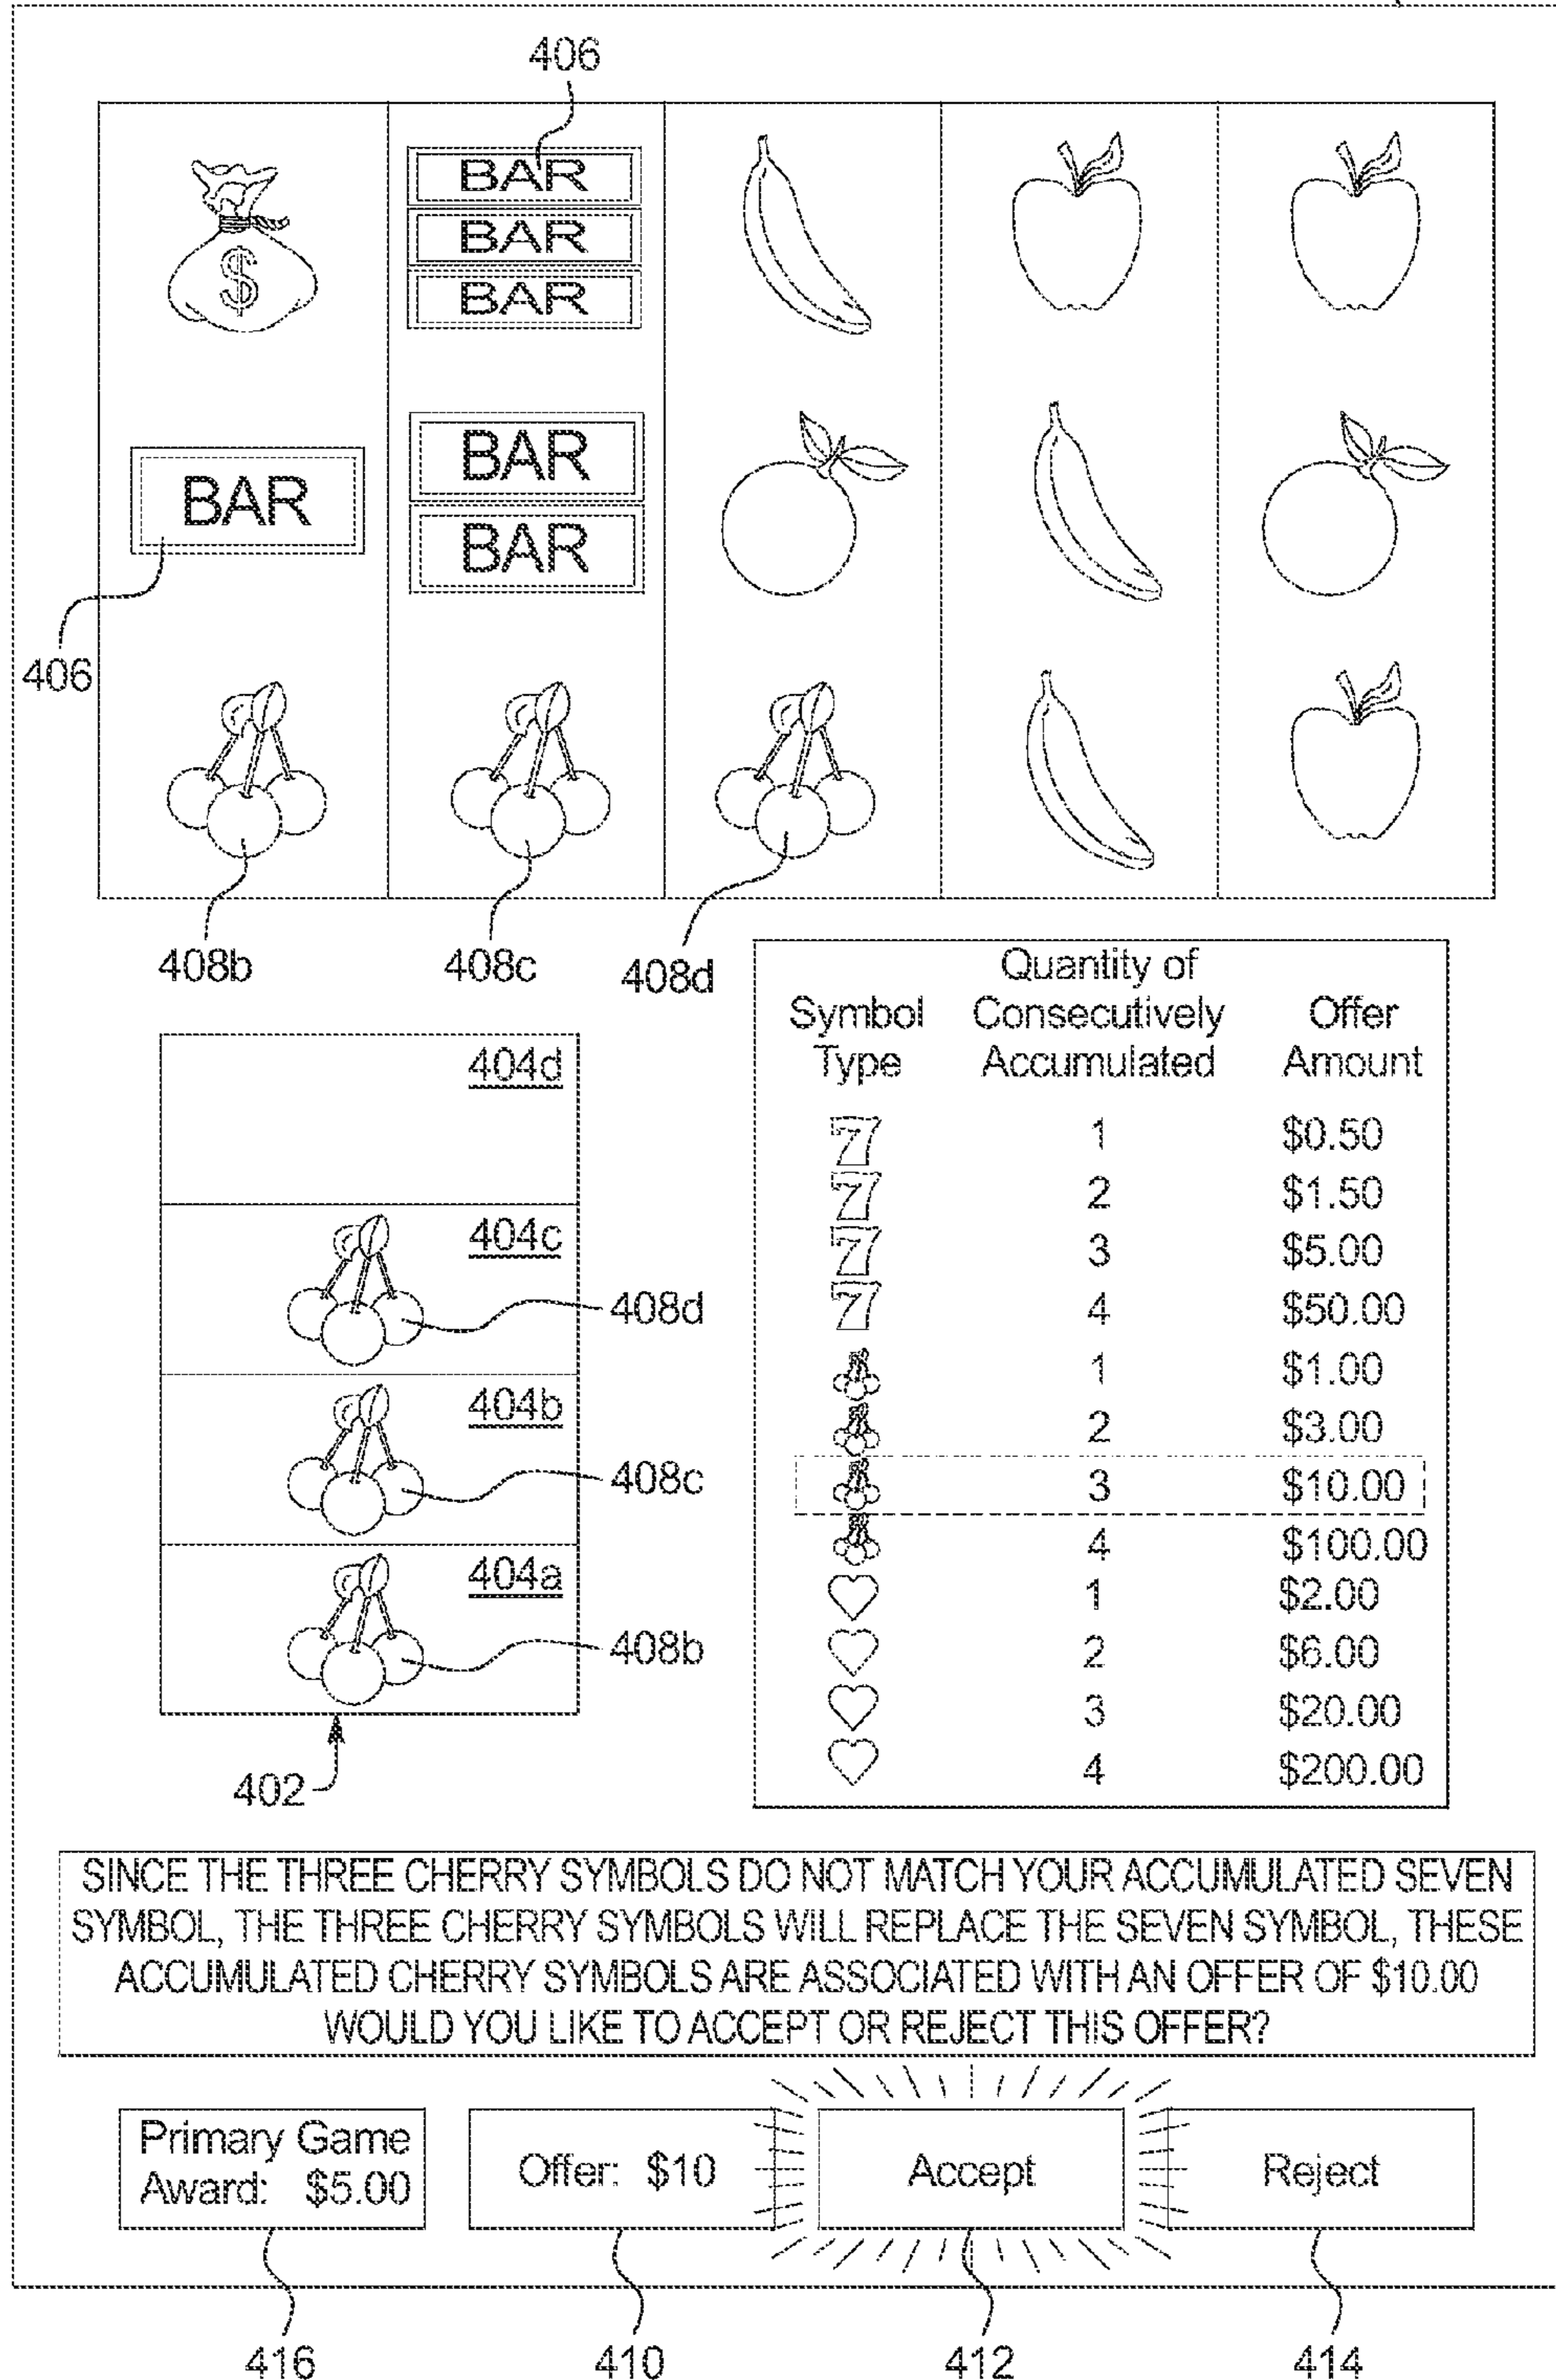 406
BAR
BAR
BAR
$
BAR
BAR
BAR
406
408b
408c
408d
404d
404c
408d
404b
408c
404a
408b
402
Quantity of
Symbol Consecutively Offer
Type Accumulated Amount
7 1 $0.50
7 2 $1.50
7 3 $5.00
7 4 $50.00
1 $1.00
2 $3.00
3 $10.00
4 $100.00
1 $2.00
2 $6.00
3 $20.00
4 $200.00
SINCE THE THREE CHERRY SYMBOLS DO NOT MATCH YOUR ACCUMULATED SEVEN
SYMBOL, THE THREE CHERRY SYMBOLS WILL REPLACE THE SEVEN SYMBOL, THESE
ACCUMULATED CHERRY SYMBOLS ARE ASSOCIATED WITH AN OFFER OF $10.00
WOULD YOU LIKE TO ACCEPT OR REJECT THIS OFFER?
Primary Game
Award: $5.00
Offer: $10
Accept
Reject
416
410
412
414